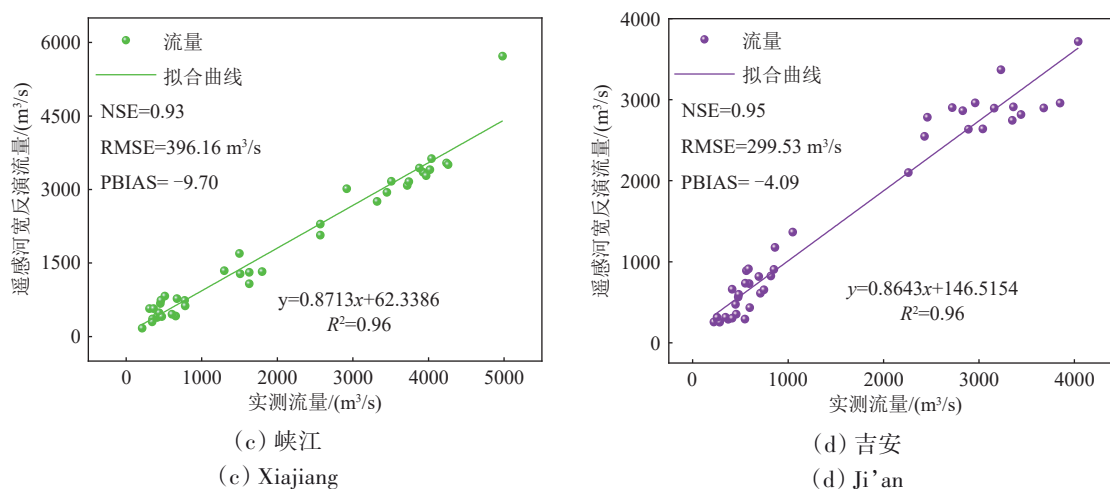 6000
4500
3000
1500
0
遥感河宽反演流量/(m³/s)
流量
拟合曲线
NSE=0.93
RMSE=396.16 m³/s
PBIAS= −9.70
y=0.8713x+62.3386
R²=0.96
0 1000 2000 3000 4000 5000
实测流量/(m³/s)
(c) 峡江
(c) Xiajiang
4000
3000
2000
1000
0
遥感河宽反演流量/(m³/s)
流量
拟合曲线
NSE=0.95
RMSE=299.53 m³/s
PBIAS= −4.09
y=0.8643x+146.5154
R²=0.96
0 1000 2000 3000 4000
实测流量/(m³/s)
(d) 吉安
(d) Ji’an